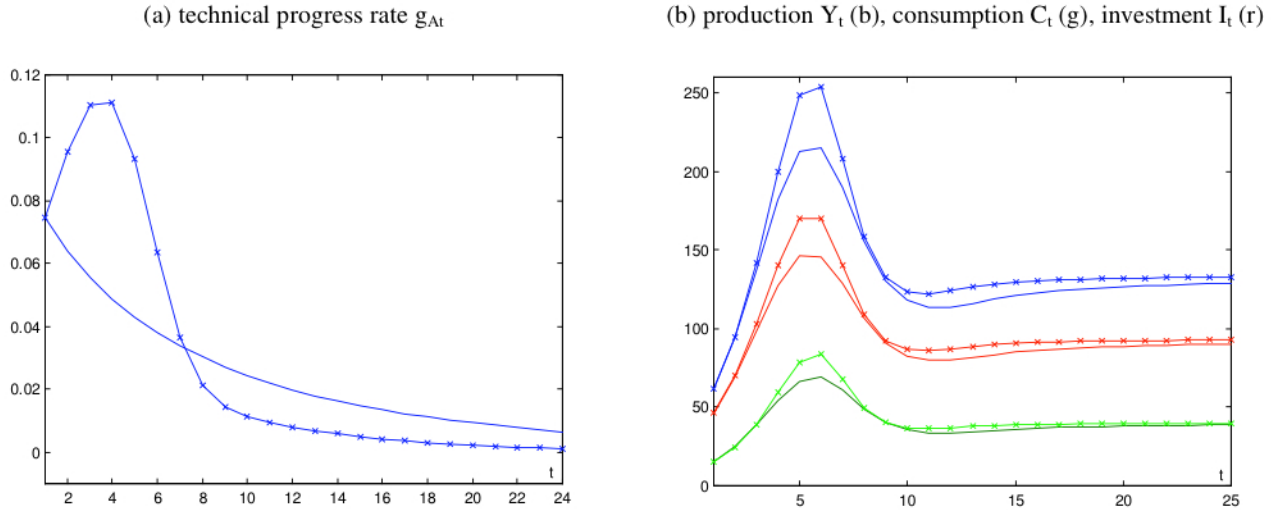 (a) technical progress rate g_At
(b) production Y_t (b), consumption C_t (g), investment I_t (r)
0.12
0.1
0.08
0.06
0.04
0.02
0
2 4 6 8 10 12 14 16 18 20 22 24
t
250
200
150
100
50
0
5 10 15 20 25
t